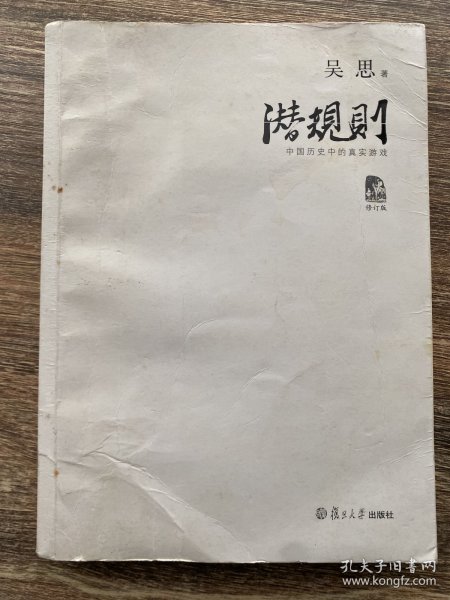 吴思 著
潜规则
中国历史中的真实游戏
修订版
复旦大学出版社
孔夫子旧书网
www.kongfz.com